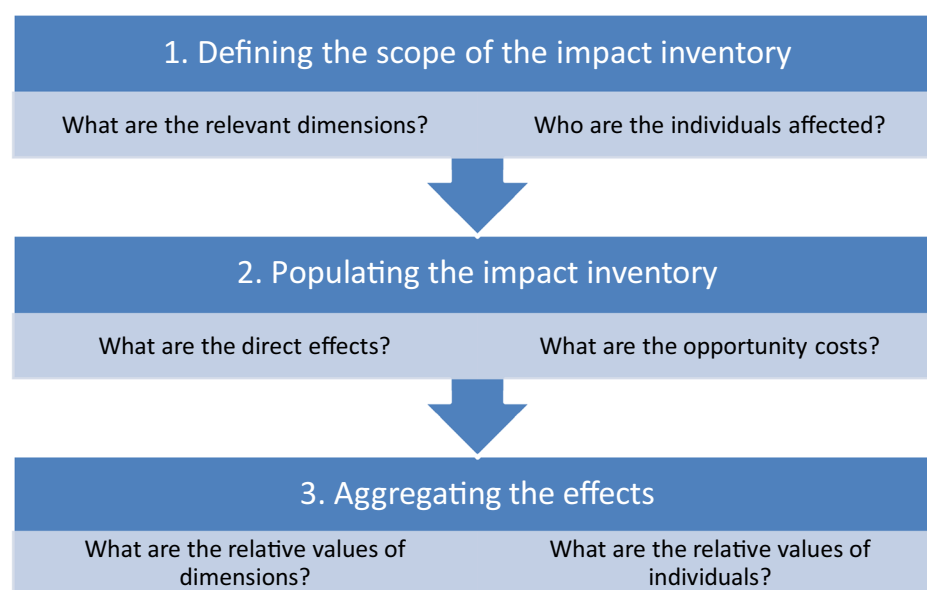 1. Defining the scope of the impact inventory
What are the relevant dimensions?
Who are the individuals affected?
2. Populating the impact inventory
What are the direct effects?
What are the opportunity costs?
3. Aggregating the effects
What are the relative values of
dimensions?
What are the relative values of
individuals?